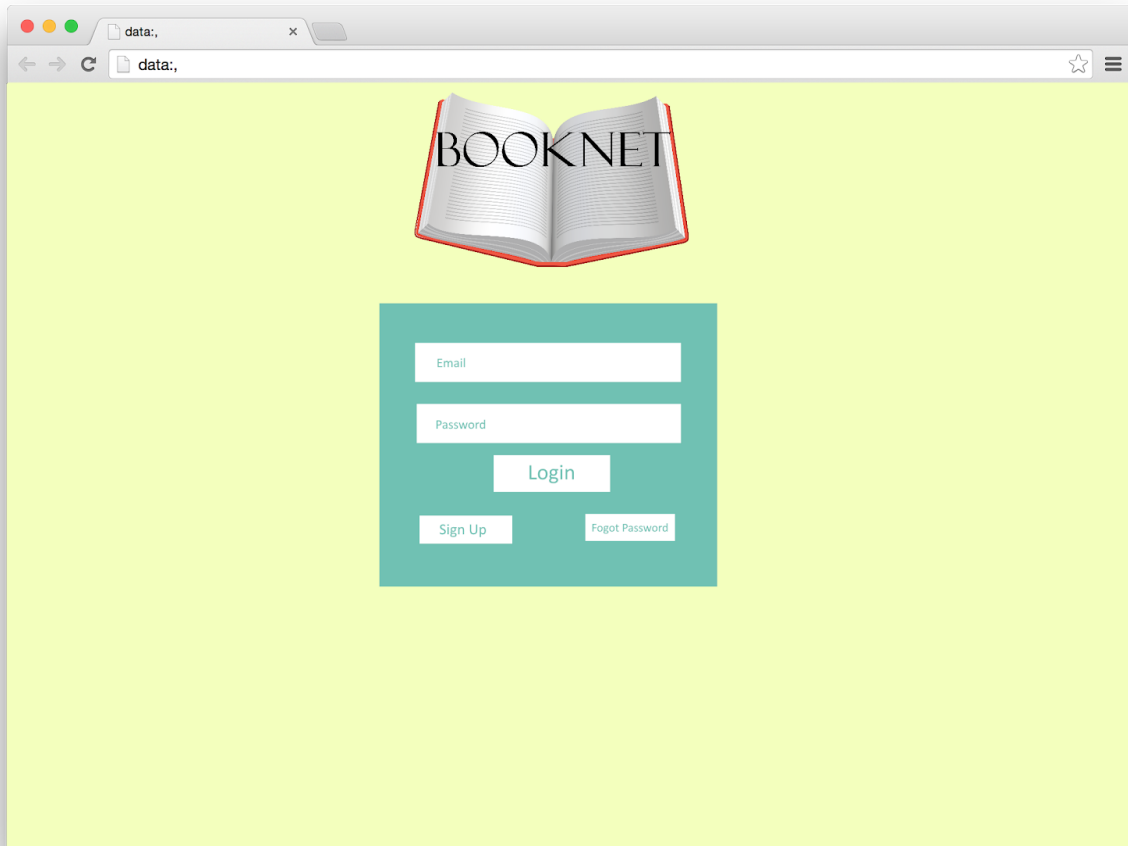 data:,
data:,
BOOKNET
Email
Password
Login
Sign Up
Fogot Password